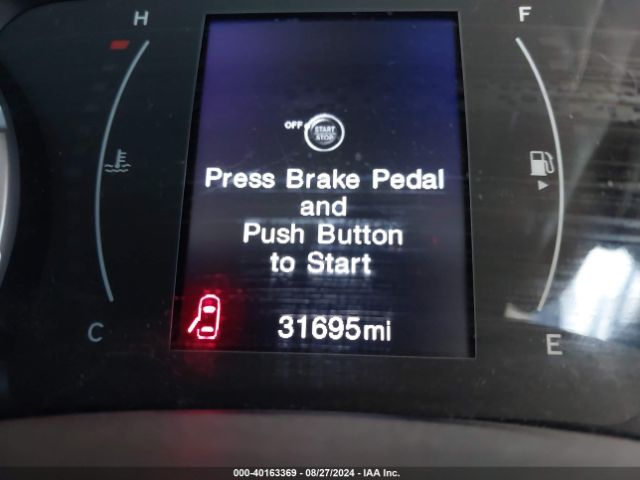 H
F
OFF
START
STOP
Press Brake Pedal
and
Push Button
to Start
31695mi
C
E
000-40163369 - 08/27/2024 - IAA Inc.